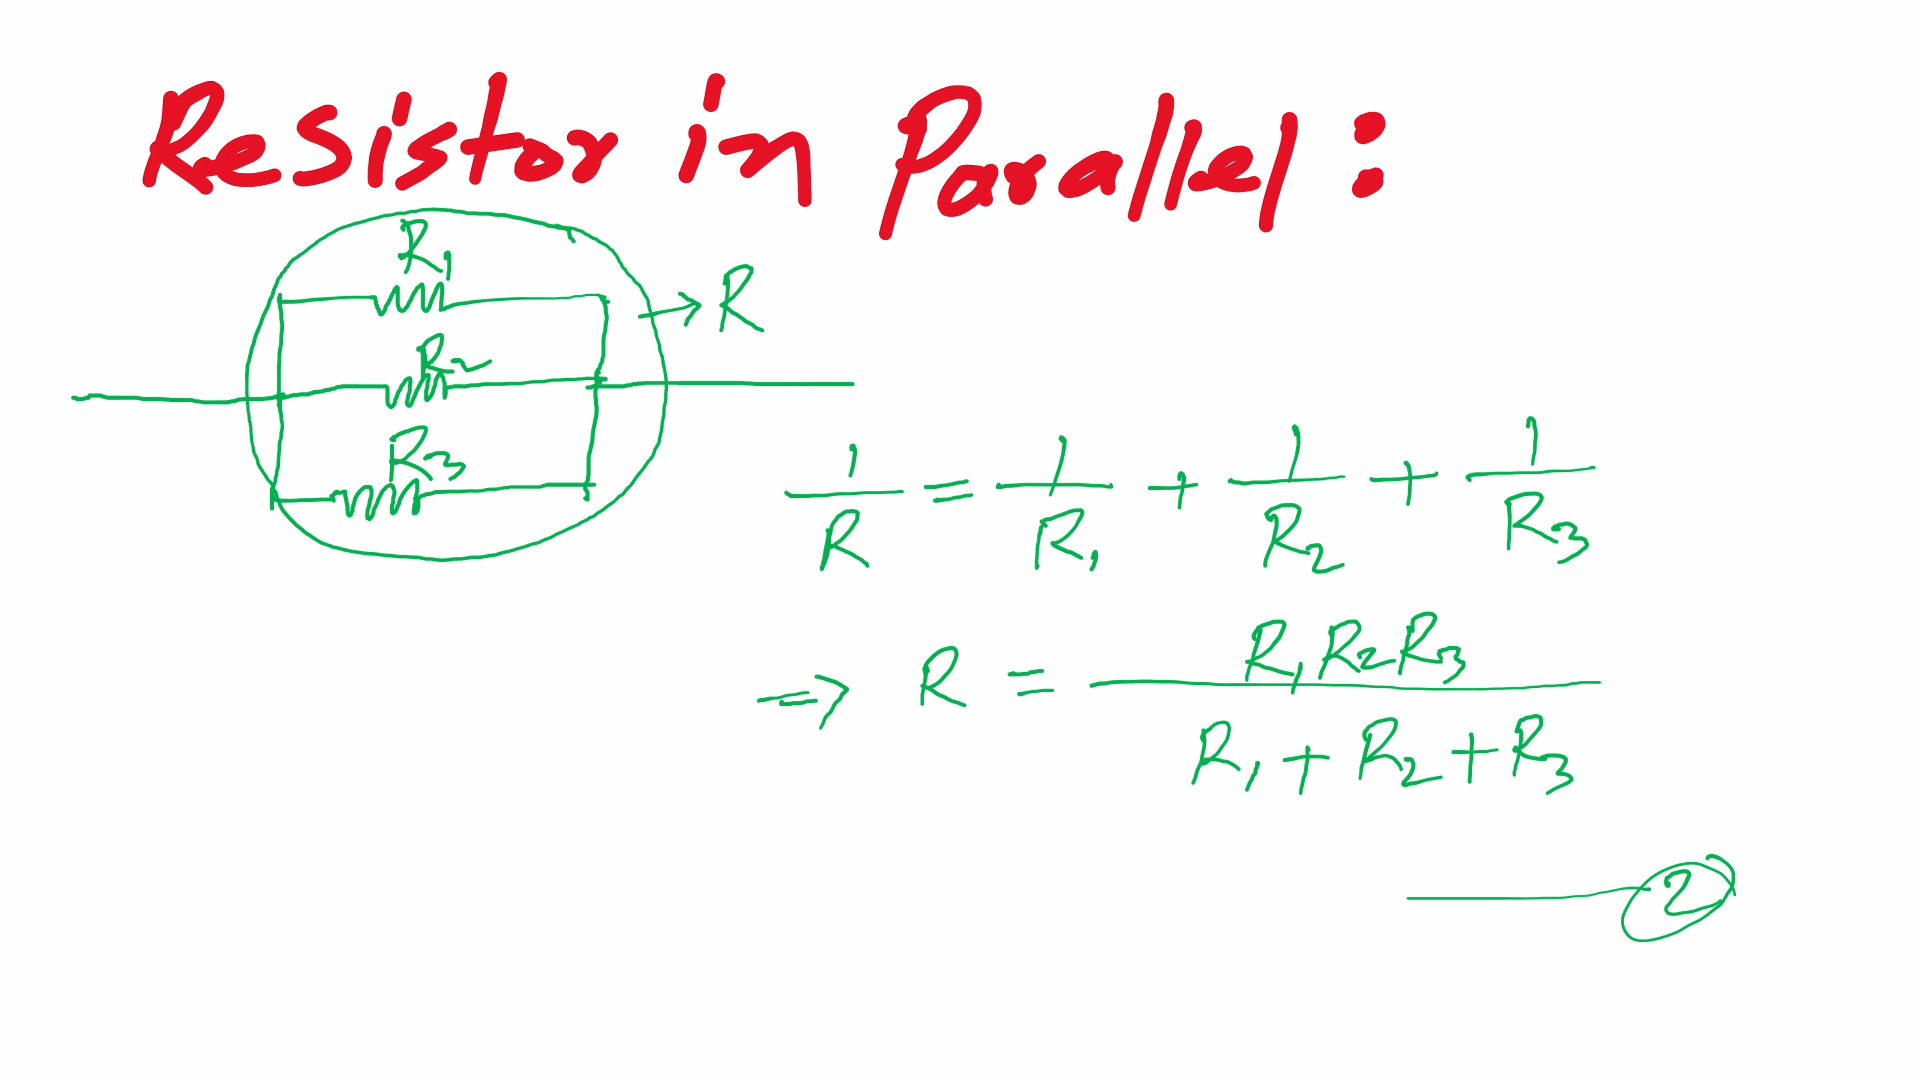 Resistor in Parallel:
R₁
R
R₂
R₃
1/R = 1/R₁ + 1/R₂ + 1/R₃
⇒ R = R₁R₂R₃ / R₁ + R₂ + R₃
2